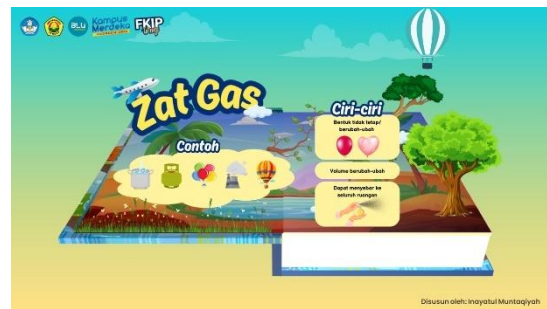 BLU
Kampus
Merdeka
FKIP
Zat Gas
Contoh
Ciri-ciri
Bentuk tidak tetap/
berubah-ubah
Volume berubah-ubah
Dapat menyebar ke
seluruh ruangan
Disusun oleh: Inayatul Muntaqiyah